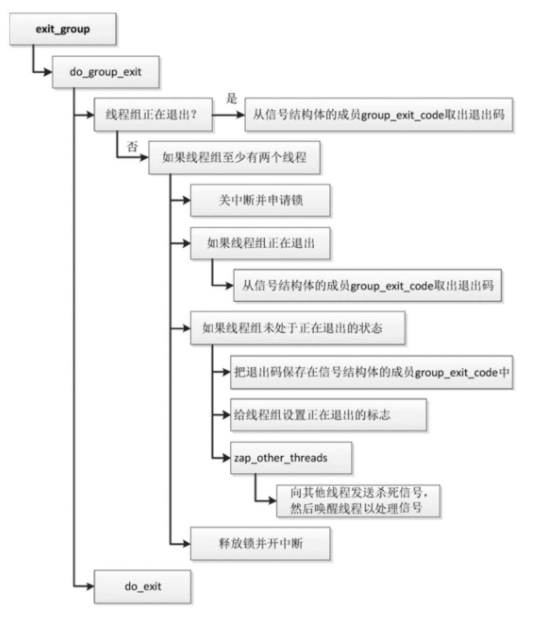 exit_group
do_group_exit
线程组正在退出？
是
从信号结构体的成员group_exit_code取出退出码
否
如果线程组至少有两个线程
关中断并申请锁
如果线程组正在退出
从信号结构体的成员group_exit_code取出退出码
如果线程组未处于正在退出的状态
把退出码保存在信号结构体的成员group_exit_code中
给线程组设置正在退出的标志
zap_other_threads
向其他线程发送杀死信号，
然后唤醒线程以处理信号
释放锁并开中断
do_exit